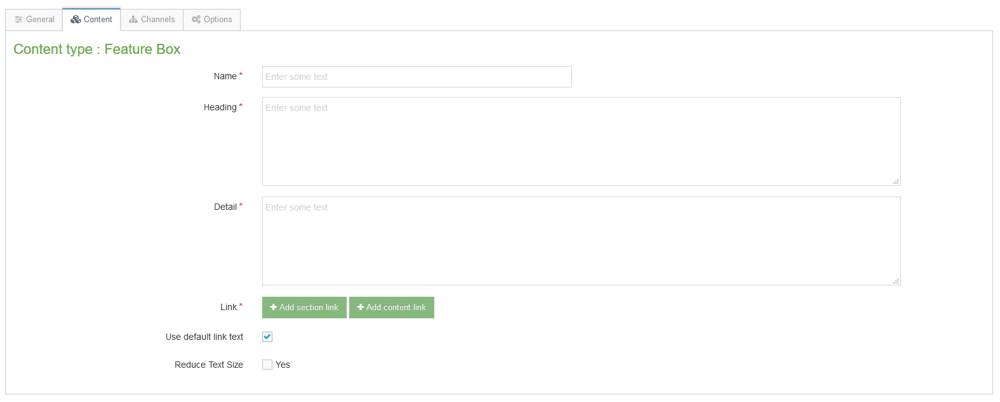 General Content Channels Options
Content type : Feature Box
Name * Enter some text
Heading * Enter some text
Detail * Enter some text
Link * Add section link Add content link
Use default link text
Reduce Text Size Yes